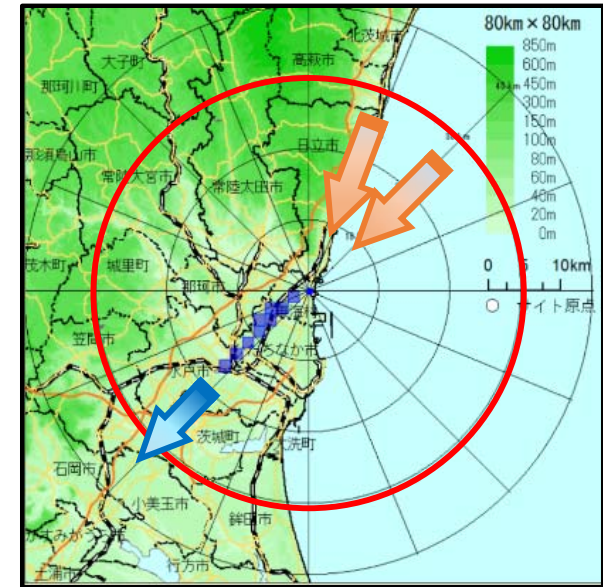 80km×80km
北茨城市
850m
大子町
高萩市
600m
450m
那珂川町
300m
150m
100m
日立市
80m
那須烏山市
60m
常陸大宮市
常陸太田市
40m
20m
0m
茂木町
城里町
那珂市
0 5 10km
サイト原点
笠間市
ひたちなか市
水戸市
茨城町
大洗町
石岡市
小美玉市
鉾田市
かすみがうら市
行方市
土浦市